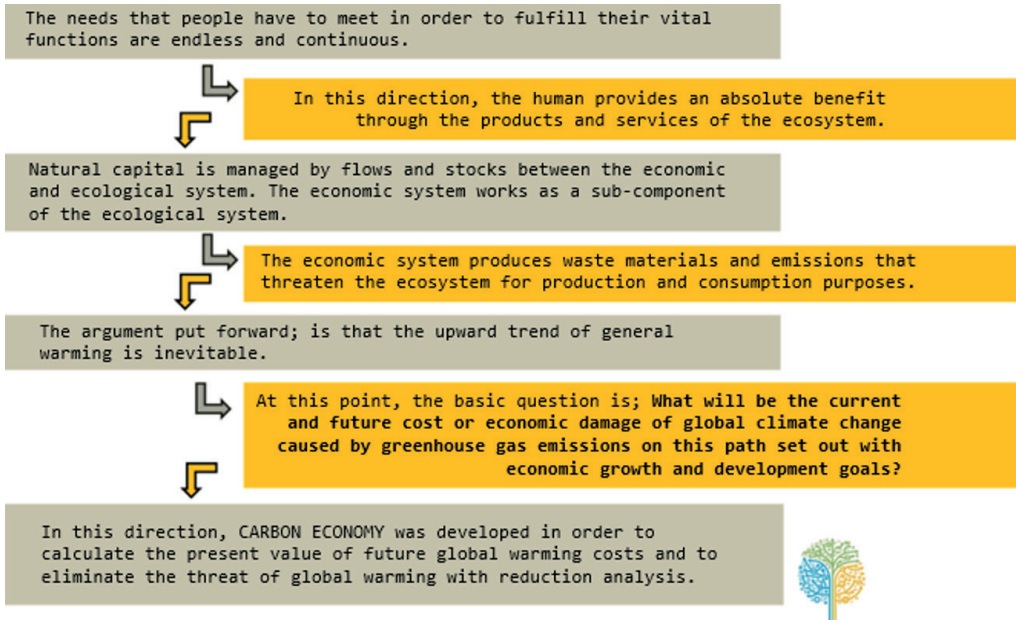 The needs that people have to meet in order to fulfill their vital
functions are endless and continuous.
In this direction, the human provides an absolute benefit
through the products and services of the ecosystem.
Natural capital is managed by flows and stocks between the economic
and ecological system. The economic system works as a sub-component
of the ecological system.
The economic system produces waste materials and emissions that
threaten the ecosystem for production and consumption purposes.
The argument put forward; is that the upward trend of general
warming is inevitable.
At this point, the basic question is; What will be the current
and future cost or economic damage of global climate change
caused by greenhouse gas emissions on this path set out with
economic growth and development goals?
In this direction, CARBON ECONOMY was developed in order to
calculate the present value of future global warming costs and to
eliminate the threat of global warming with reduction analysis.